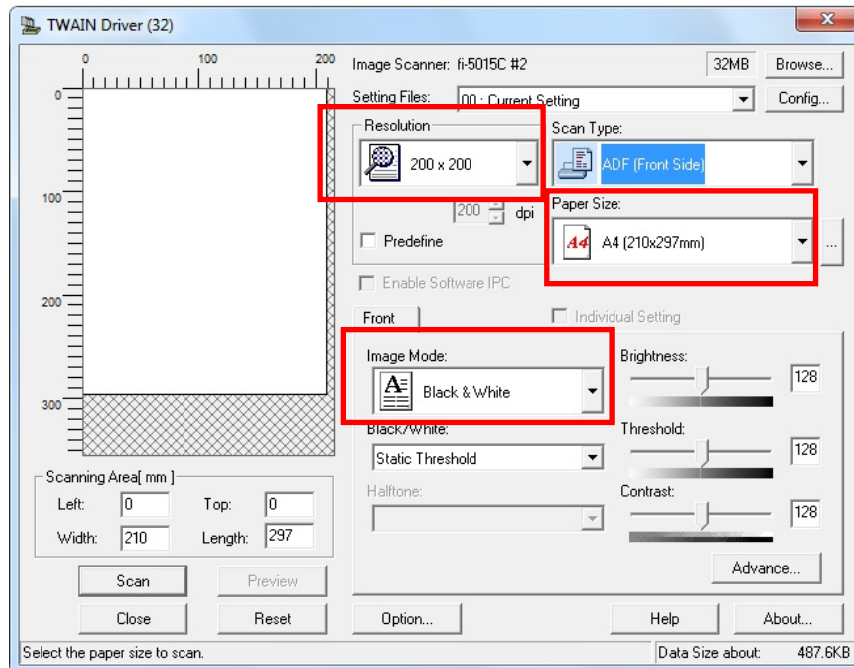 TWAIN Driver (32)
0 100 200
0
100
200
300
Image Scanner: fi-5015C #2 32MB Browse...
Setting Files: 00 : Current Setting Config...
Resolution
200 x 200
200 dpi
Predefine
Scan Type:
ADF (Front Side)
Paper Size:
A4 A4 (210x297mm) ...
Enable Software IPC
Front Individual Setting
Image Mode:
A Black & White
Black/White:
Static Threshold
Halftone:
Brightness:
128
Threshold:
128
Contrast:
128
Advance...
Scanning Area[ mm ]
Left: 0 Top: 0
Width: 210 Length: 297
Scan Preview
Close Reset Option... Help About...
Select the paper size to scan. Data Size about: 487.6KB